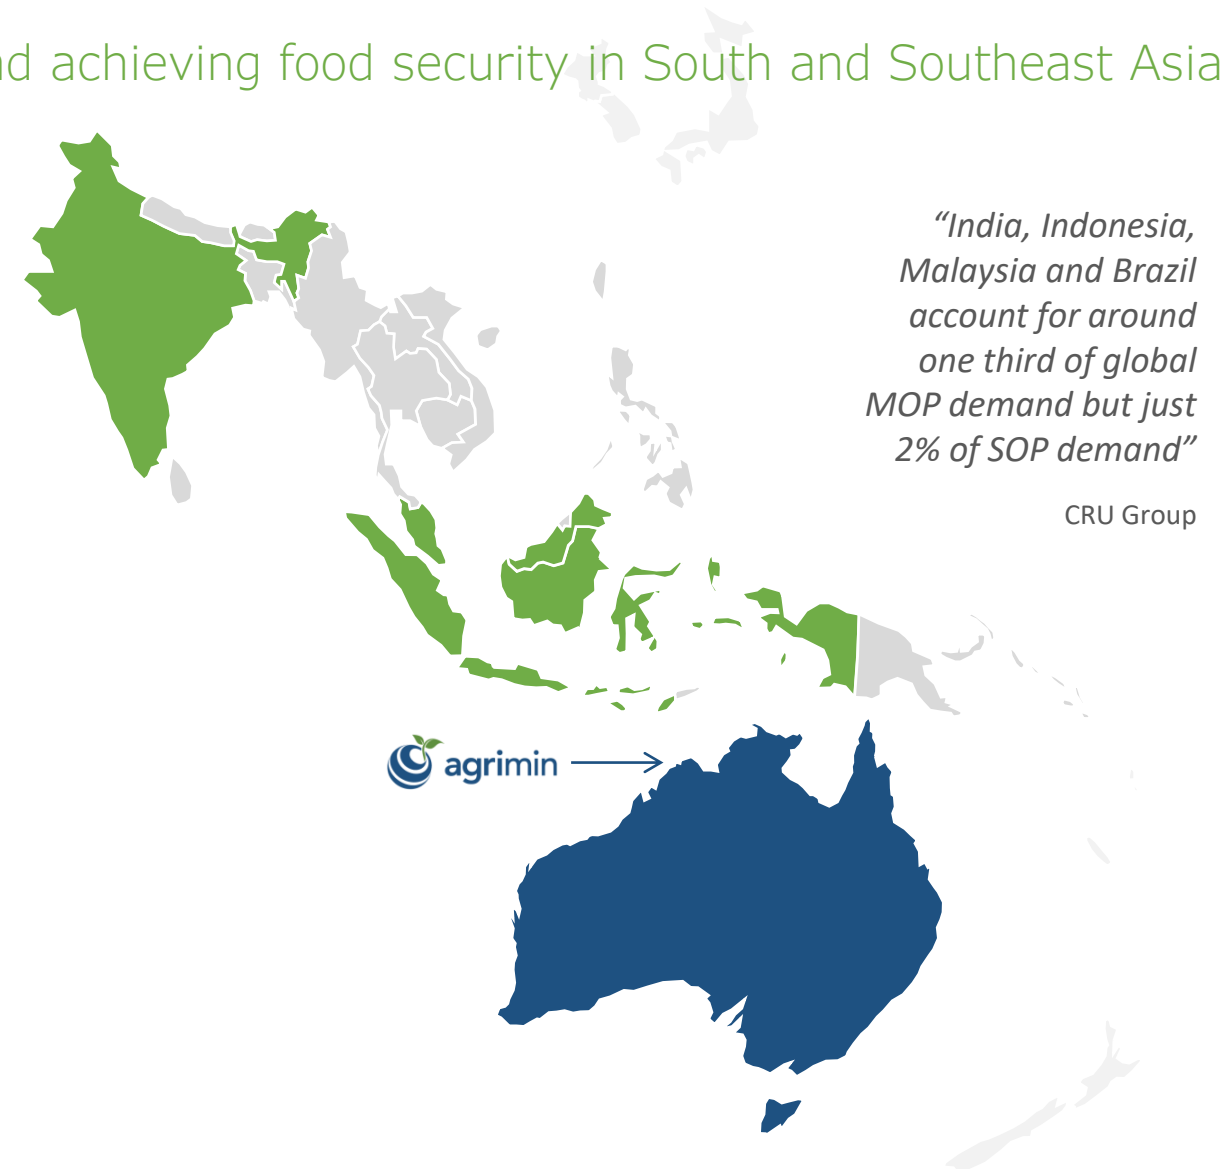 d achieving food security in South and Southeast Asia
“India, Indonesia,
Malaysia and Brazil
account for around
one third of global
MOP demand but just
2% of SOP demand”
CRU Group
agrimin